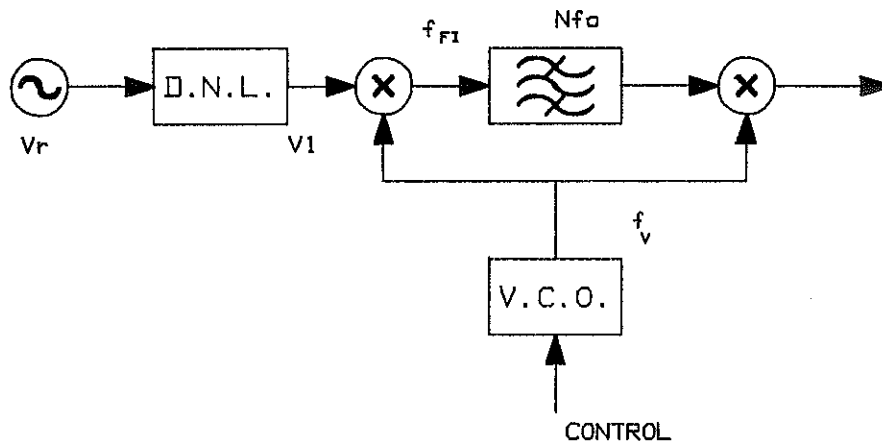 f_FI
Nfo
D.N.L.
×
×
Vr
V1
f_v
V.C.O.
CONTROL